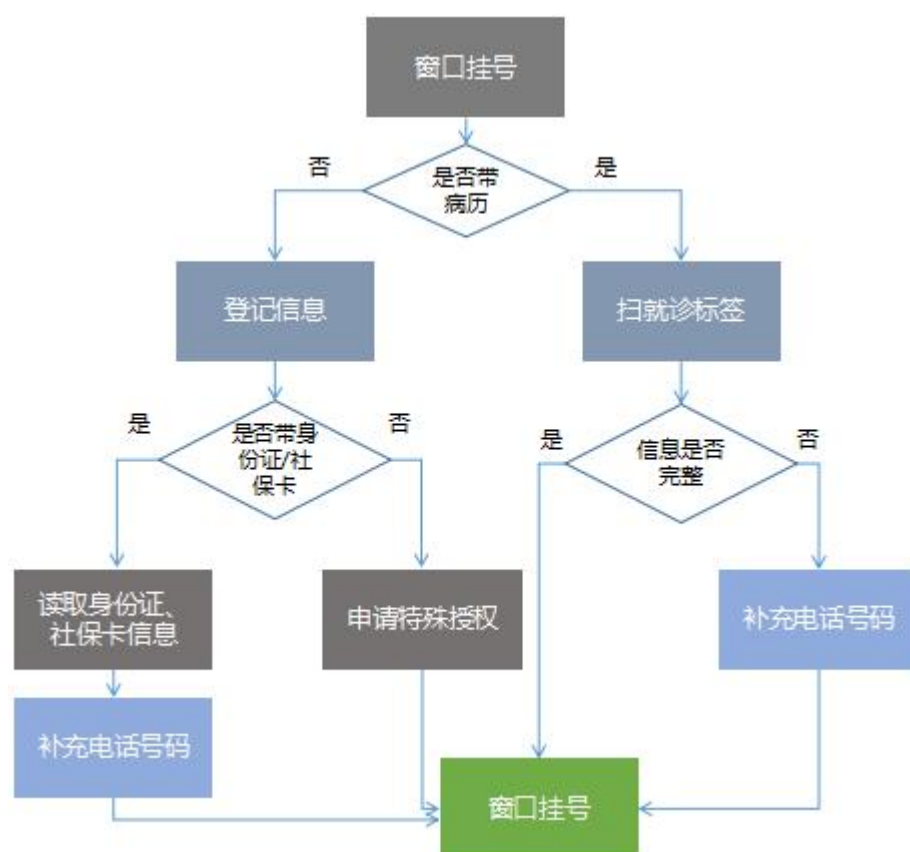 窗口挂号
否
是否带
病历
是
登记信息
扫就诊标签
是
是否带身
份证/社
保卡
否
是
信息是否
完整
否
读取身份证、
社保卡信息
申请特殊授权
补充电话号码
补充电话号码
窗口挂号